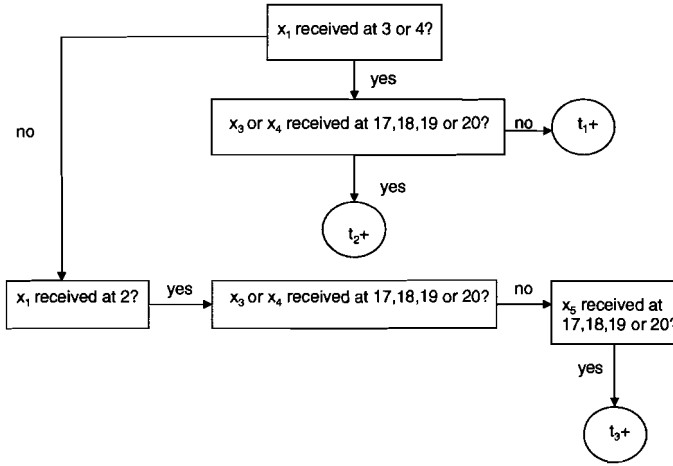 x₁ received at 3 or 4?
yes
no
x₃ or x₄ received at 17,18,19 or 20?
no
t₁+
yes
t₂+
x₁ received at 2?
yes
x₃ or x₄ received at 17,18,19 or 20?
no
x₅ received at
17,18,19 or 20?
yes
t₃+